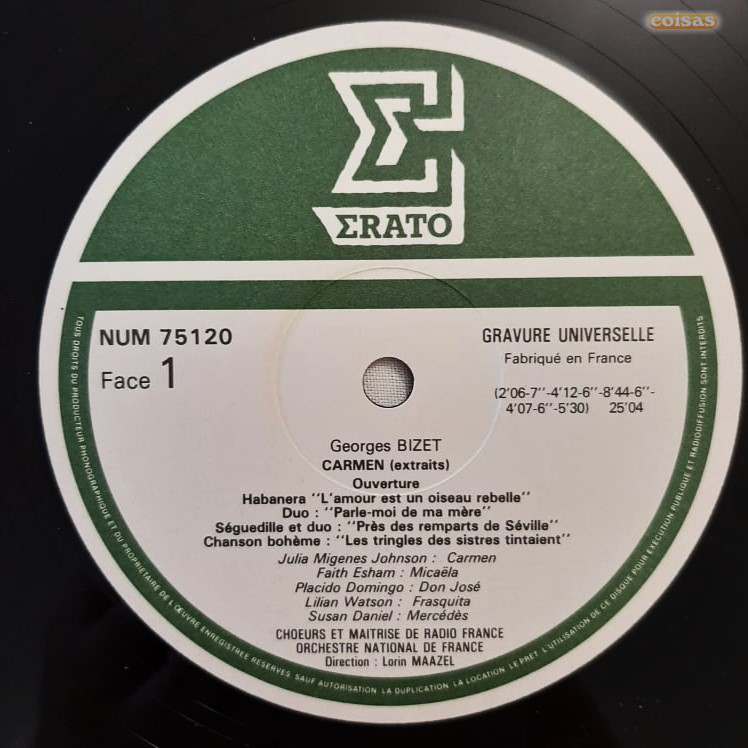 coisas
ΣRATO
NUM 75120
Face 1
GRAVURE UNIVERSELLE
Fabriqué en France
(2'06-7''-4'12-6''-8'44-6''-
4'07-6''-5'30) 25'04
Georges BIZET
CARMEN (extraits)
Ouverture
Habanera ''L'amour est un oiseau rebelle''
Duo : ''Parle-moi de ma mère''
Séguedille et duo : ''Près des remparts de Séville''
Chanson bohème : ''Les tringles des sistres tintaient''
Julia Migenes Johnson : Carmen
Faith Esham : Micaëla
Placido Domingo : Don José
Lilian Watson : Frasquita
Susan Daniel : Mercédès
CHOEURS ET MAITRISE DE RADIO FRANCE
ORCHESTRE NATIONAL DE FRANCE
Direction : Lorin MAAZEL
TOUS DROITS DU PRODUCTEUR PHONOGRAPHIQUE ET DU PROPRIETAIRE DE L'ŒUVRE ENREGISTREE RESERVES. SAUF AUTORISATION, LA DUPLICATION, LA LOCATION, LE PRET, L'UTILISATION DE CE DISQUE POUR EXECUTION PUBLIQUE ET RADIODIFFUSION SONT INTERDITS